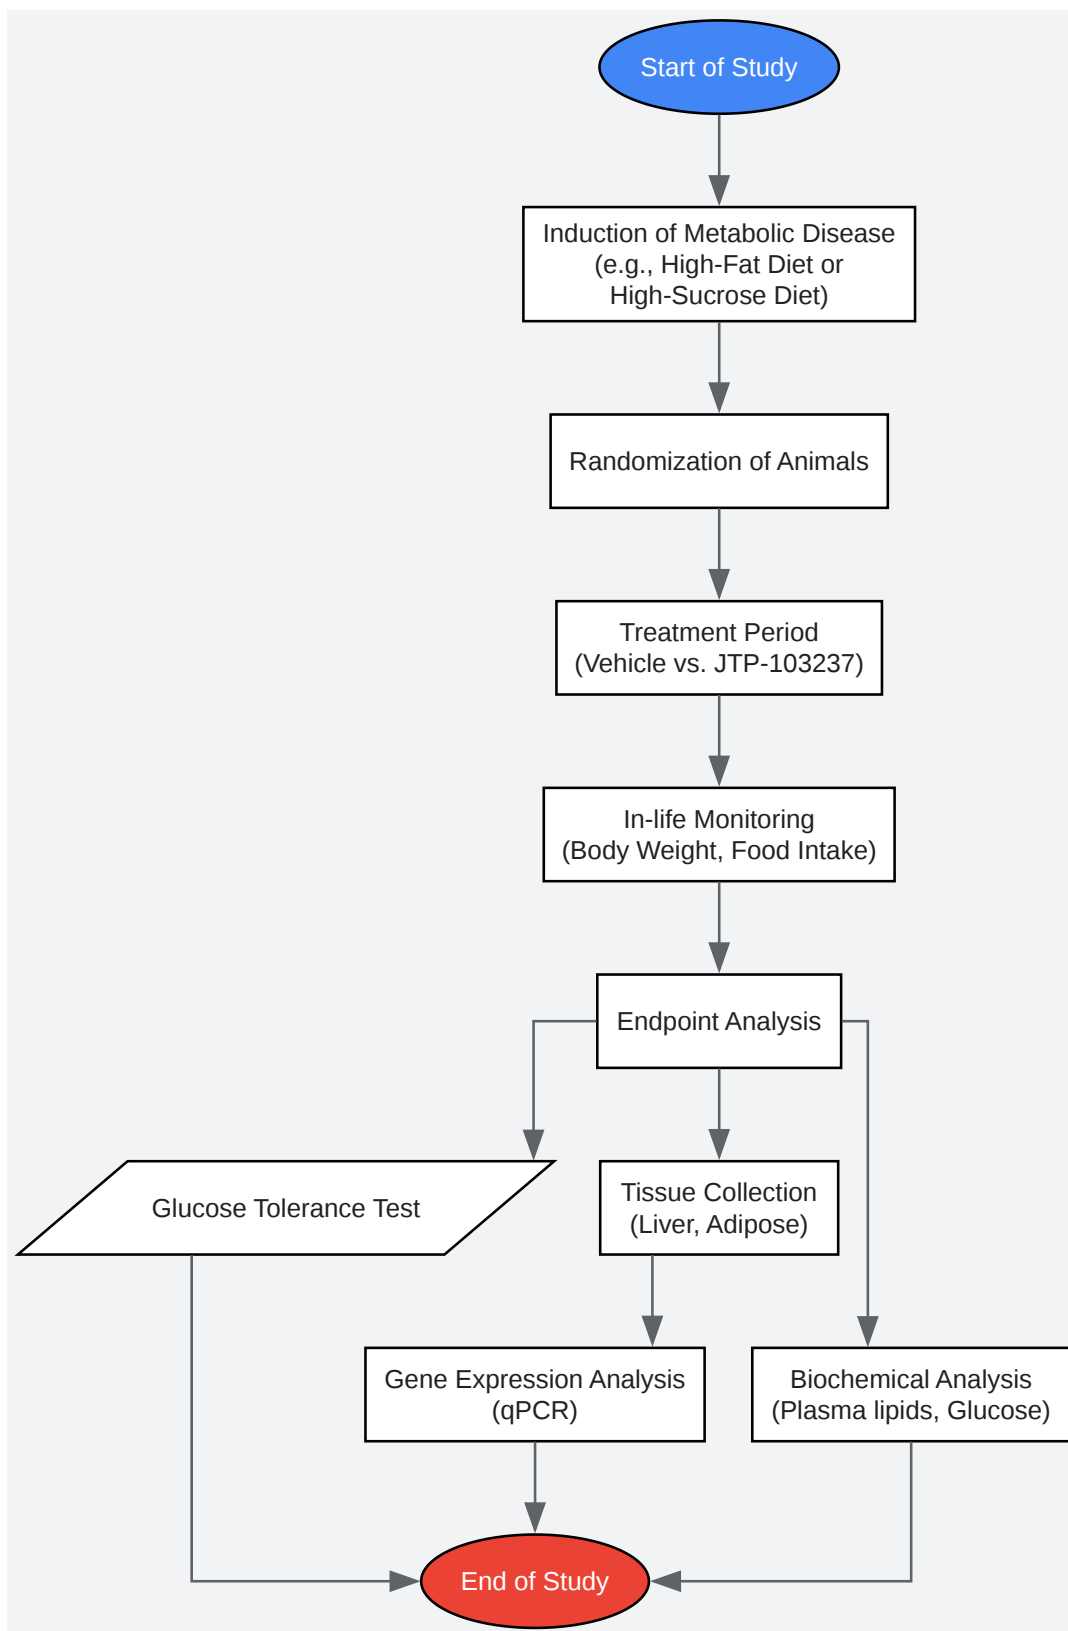 Start of Study
Induction of Metabolic Disease
(e.g., High-Fat Diet or
High-Sucrose Diet)
Randomization of Animals
Treatment Period
(Vehicle vs. JTP-103237)
In-life Monitoring
(Body Weight, Food Intake)
Endpoint Analysis
Glucose Tolerance Test
Tissue Collection
(Liver, Adipose)
Gene Expression Analysis
(qPCR)
Biochemical Analysis
(Plasma lipids, Glucose)
End of Study